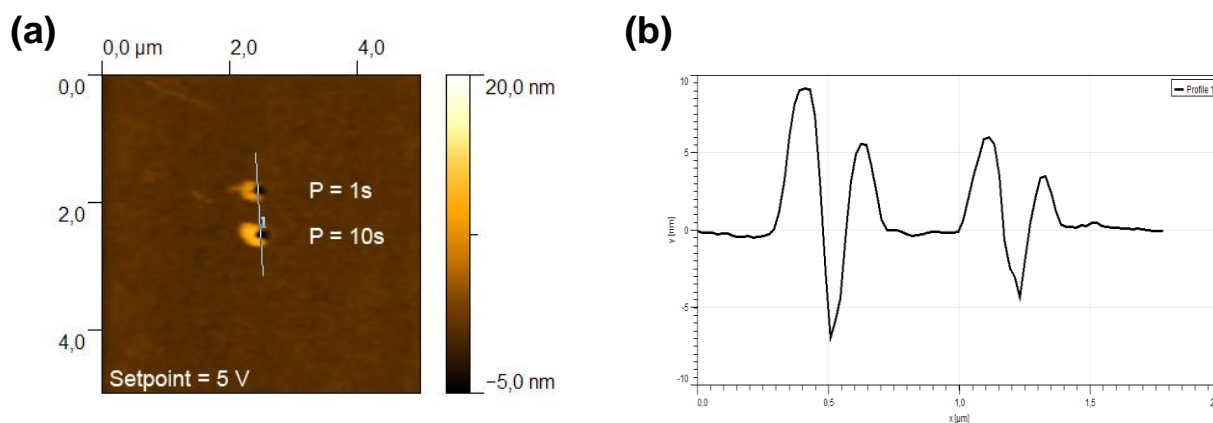 (a)
0,0 µm 2,0 4,0
0,0
2,0
4,0
P = 1s
1
P = 10s
Setpoint = 5 V
20,0 nm
−5,0 nm
(b)
Profile 1
10
5
0
-5
-10
y [nm]
0,0 0,5 1,0 1,5 2
x [µm]